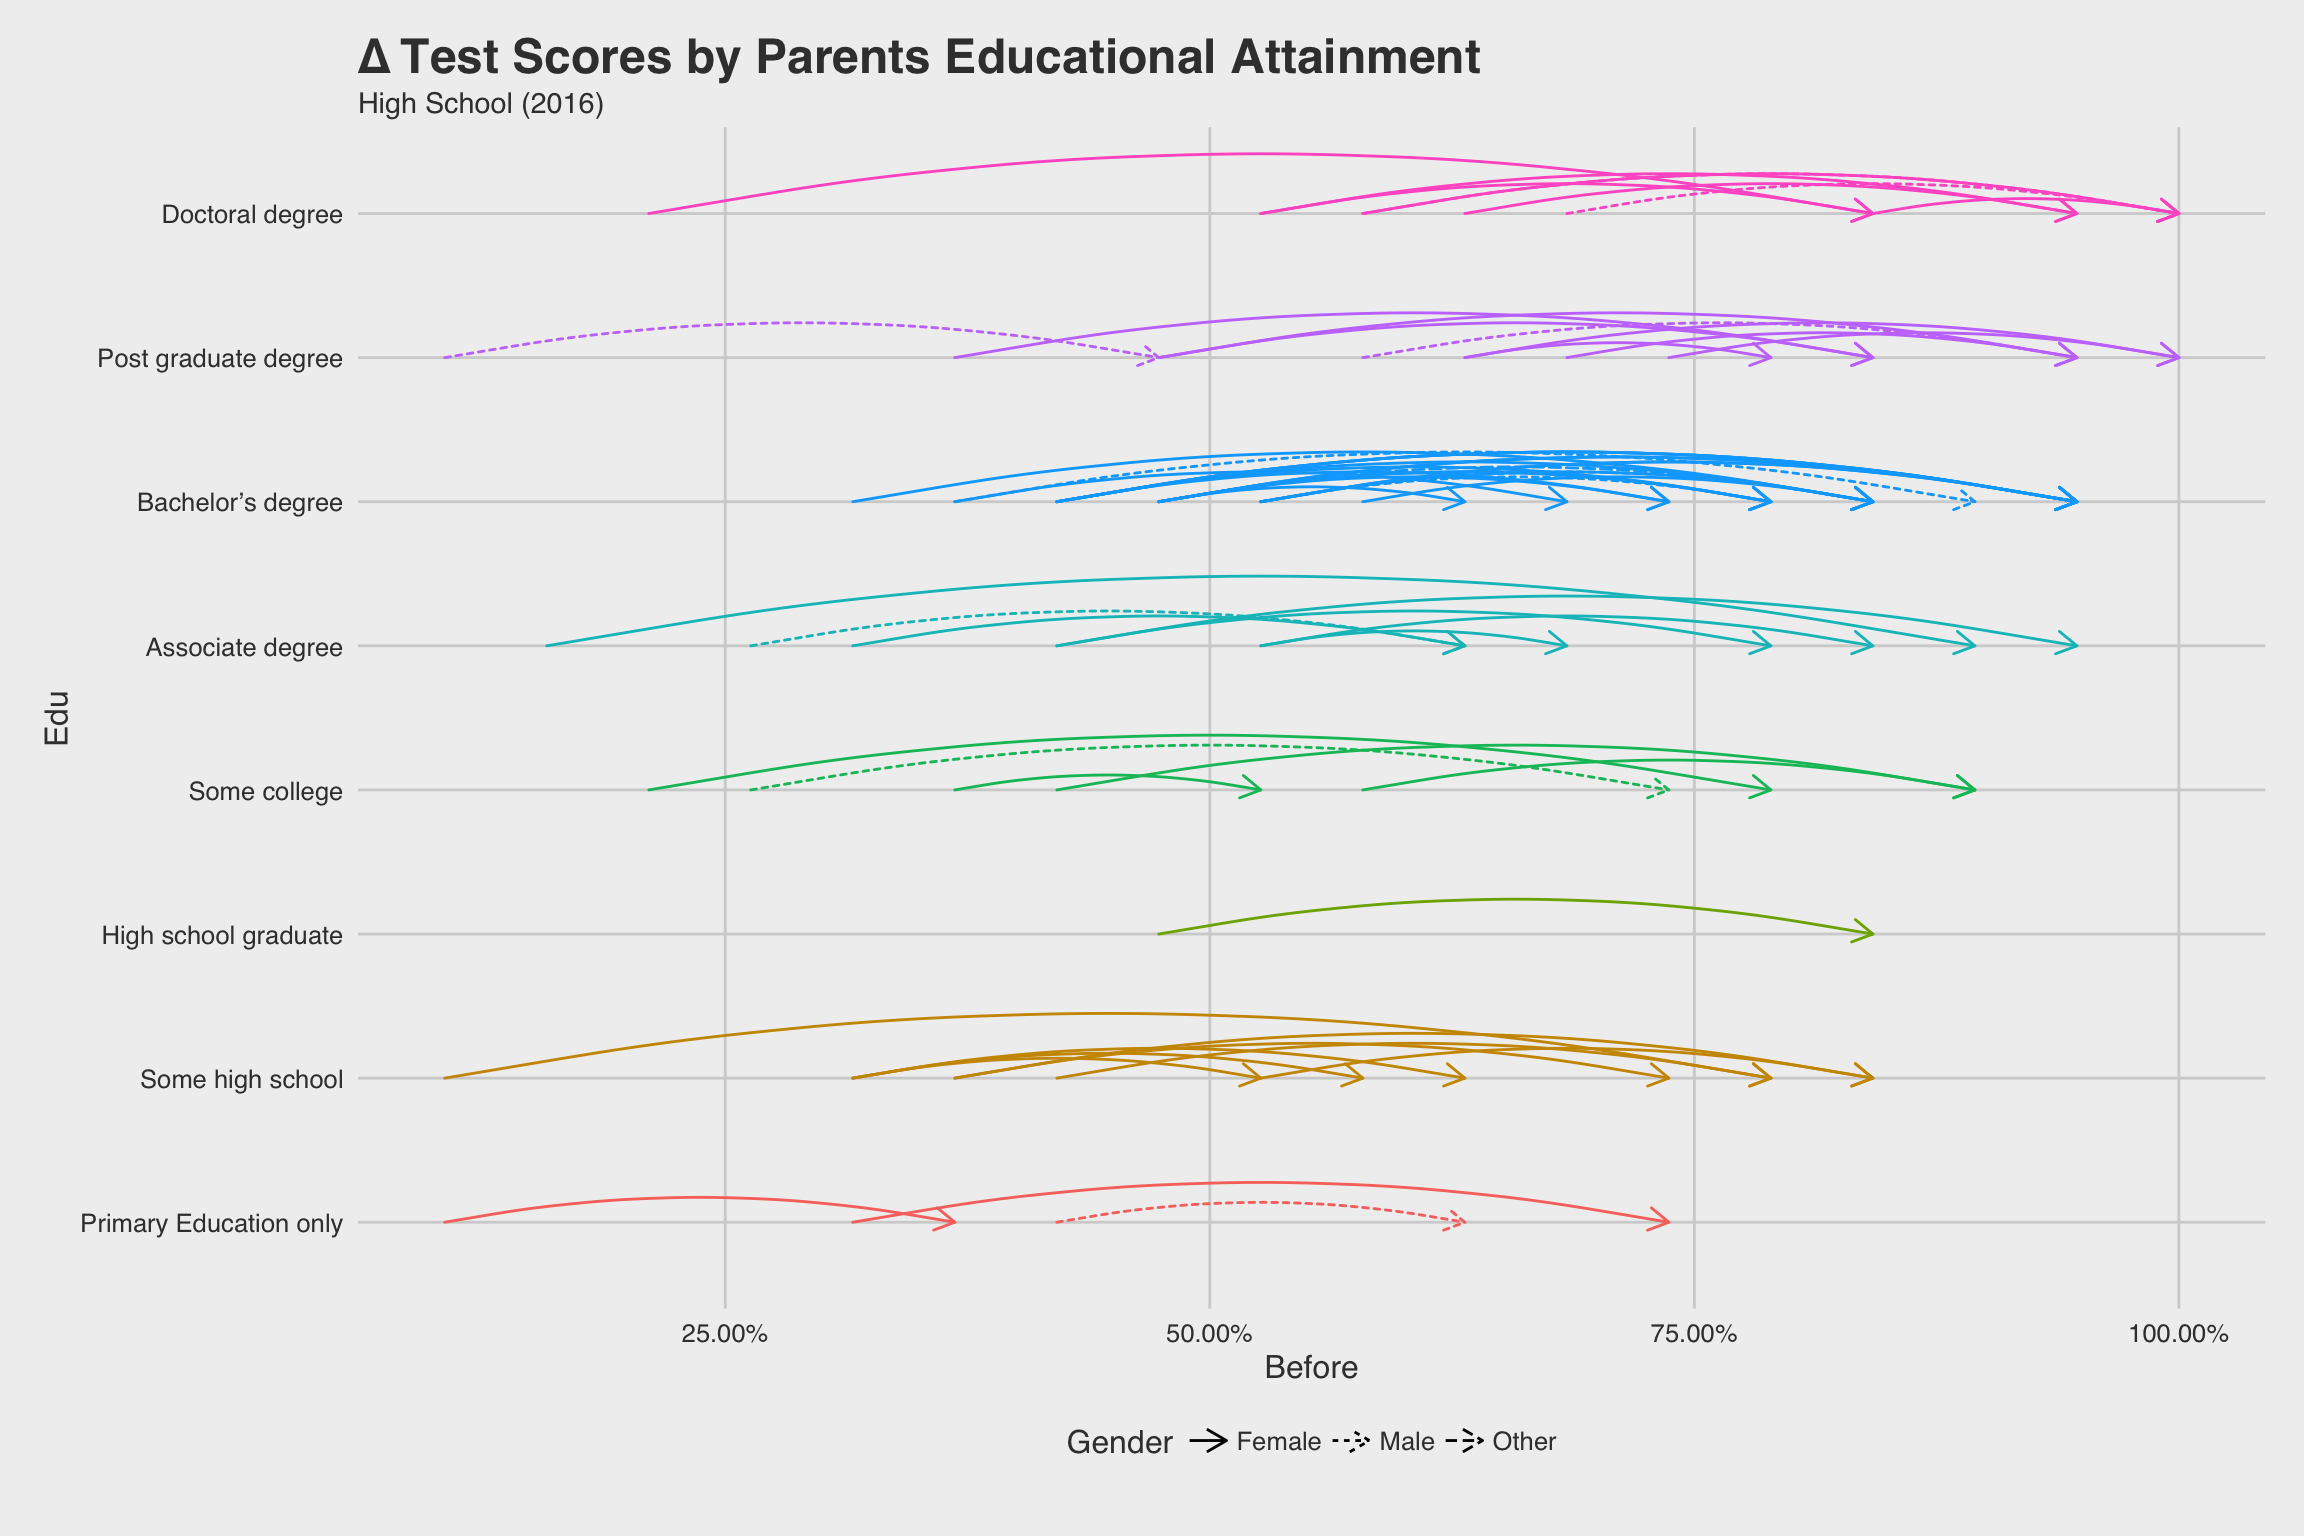 Δ Test Scores by Parents Educational Attainment
High School (2016)
Doctoral degree
Post graduate degree
Bachelor’s degree
Associate degree
Some college
High school graduate
Some high school
Primary Education only
Edu
25.00% 50.00% 75.00% 100.00%
Before
Gender Female Male Other